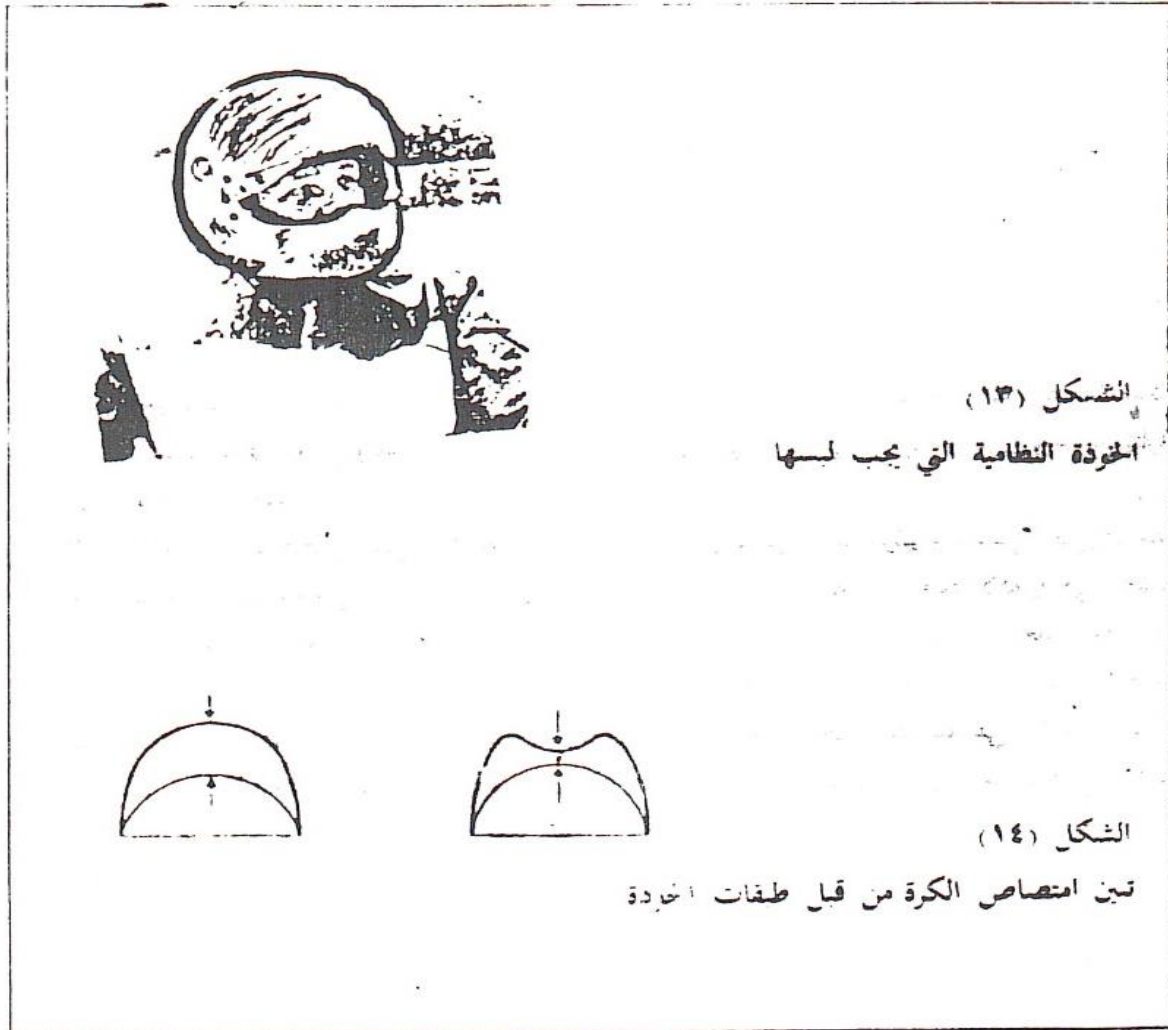 الشكل (١٣)
الخوذة النظامية التي يجب لبسها
الشكل (١٤)
تبين امتصاص الكرة من قبل طبقات الخوذة